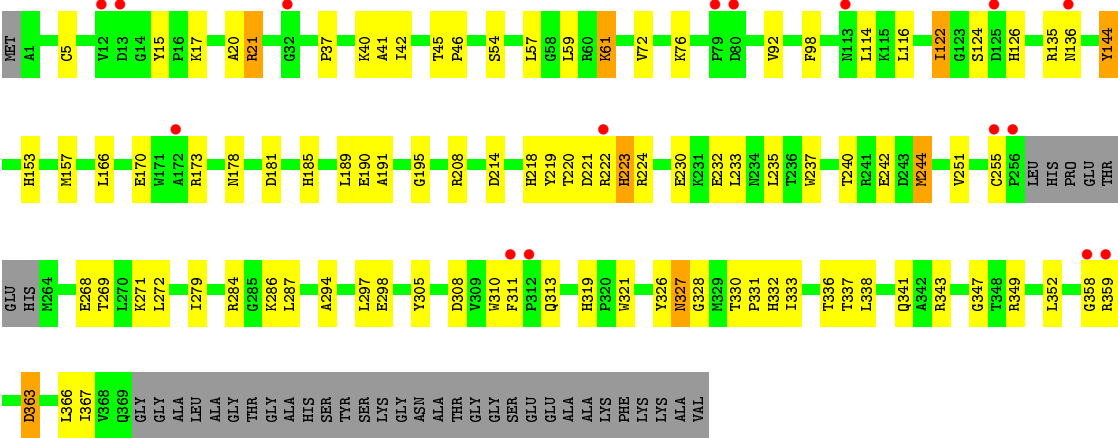 MET A1 C5 V12 D13 G14 Y15 P16 K17 A20 R21 G32 P37 K40 A41 I42 T45 P46 S54 L57 G58 L59 R60 K61 V72 K76 P79 D80 V92 F98 N113 L114 K115 L116 I122 G123 S124 D125 H126 R135 N136 Y144
H153 M157 L166 E170 W171 A172 R173 N178 D181 H185 L189 E190 A191 G195 R208 D214 H218 Y219 T220 D221 R222 H223 R224 E230 K231 E232 L233 N234 L235 T236 W237 T240 R241 E242 D243 M244 V251 C255 P256 LEU HIS PRO GLU THR
GLU HIS M264 E268 T269 L270 K271 L272 I279 R284 G285 K286 L287 A294 L297 E298 Y305 D308 V309 W310 F311 P312 Q313 H319 P320 W321 Y326 N327 G328 M329 T330 P331 H332 I333 T336 T337 L338 Q341 A342 R343 G347 T348 R349 L352 G358 R359
D363 L366 I367 V368 Q369 GLY GLY ALA LEU ALA GLY THR GLY ALA HIS SER TYR SER LYS GLY ASN ALA ALA THR GLY GLY SER GLU GLU ALA ALA LYS PHE LYS LYS ALA VAL